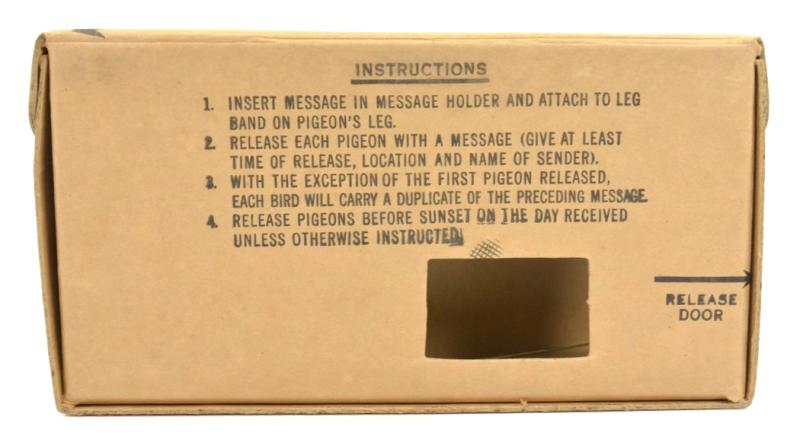 INSTRUCTIONS
1. INSERT MESSAGE IN MESSAGE HOLDER AND ATTACH TO LEG
BAND ON PIGEON'S LEG.
2. RELEASE EACH PIGEON WITH A MESSAGE (GIVE AT LEAST
TIME OF RELEASE, LOCATION AND NAME OF SENDER).
3. WITH THE EXCEPTION OF THE FIRST PIGEON RELEASED,
EACH BIRD WILL CARRY A DUPLICATE OF THE PRECEDING MESSAGE.
4. RELEASE PIGEONS BEFORE SUNSET ON THE DAY RECEIVED
UNLESS OTHERWISE INSTRUCTED.
RELEASE
DOOR